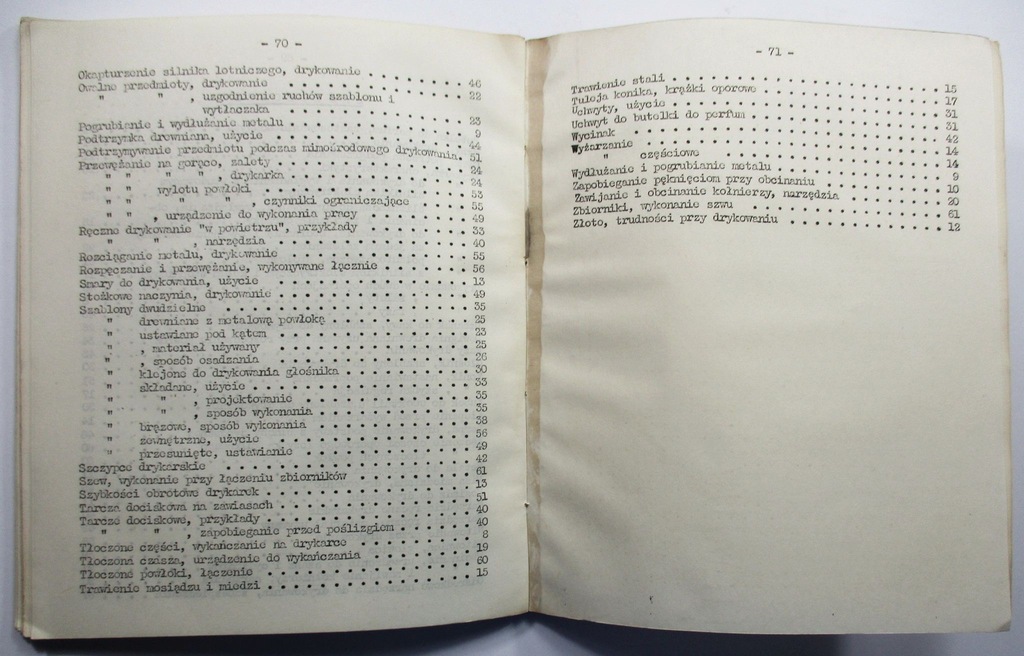 - 70 -
Okapturzenie silnika lotniczego, drykowanie . . . . . . . 46
Owalne przedmioty, drykowanie . . . . . . . 22
" " , uzgodnienie ruchów szablonu i
wytłaczaka . . . . . . . 23
Pogrubianie i wydłużanie metalu . . . . . . . 9
Podtrzymka drewniana, użycie . . . . . . . 44
Podtrzymywanie przedmiotu podczas mimośrodowego drykowania. 51
Przewężanie na gorąco, zalety . . . . . . . 24
" " " , drykarka . . . . . . . 24
" " wylotu powłoki . . . . . . . 53
" " " " , czynniki ograniczające . . . . 55
" " , urządzenie do wykonania pracy . . . . . . . 49
Ręczne drykowanie "w powietrzu", przykłady . . . . . . . 33
" " , narzędzia . . . . . . . 40
Rozciąganie metalu, drykowanie . . . . . . . 55
Rozpęczanie i przewężanie, wykonywane łącznie . . . . . . . 56
Smary do drykowania, użycie . . . . . . . 13
Stożkowe naczynia, drykowanie . . . . . . . 49
Szablony dwudzielne . . . . . . . 35
" drewniane z metalową powłoką . . . . . . . 25
" ustawiane pod kątem . . . . . . . 23
" , materiał używany . . . . . . . 25
" , sposób osadzania . . . . . . . 26
" klejone do drykowania głośnika . . . . . . . 30
" składane, użycie . . . . . . . 33
" " , projektowanie . . . . . . . 35
" " , sposób wykonania . . . . . . . 35
" brązowe, sposób wykonania . . . . . . . 38
" zewnętrzne, użycie . . . . . . . 56
" przesunięte, ustawianie . . . . . . . 49
Szczypce drykarskie . . . . . . . 42
Szew, wykonanie przy łączeniu zbiorników . . . . . . . 61
Szybkości obrotowe drykarek . . . . . . . 13
Tarcza dociskowa na zawiasach . . . . . . . 51
Tarcze dociskowe, przykłady . . . . . . . 40
" " , zapobieganie przed poślizgiem . . . . . . . 40
Tłoczone części, wykańczanie na drykarce . . . . . . . 8
Tłoczona czasza, urządzenie do wykańczania . . . . . . . 19
Tłoczone powłoki, łączenie . . . . . . . 60
Trawienie mosiądzu i miedzi . . . . . . . 15
- 71 -
Trawienie stali . . . . . . . 15
Tuleja konika, krążki oporowe . . . . . . . 17
Uchwyty, użycie . . . . . . . 31
Uchwyt do butelki do perfum . . . . . . . 31
Wycinak . . . . . . . 42
Wyżarzanie . . . . . . . 14
" częściowe . . . . . . . 14
Wydłużanie i pogrubianie metalu . . . . . . . 9
Zapobieganie pęknięciom przy obcinaniu . . . . . . . 10
Zawijanie i obcinanie kołnierzy, narzędzia . . . . . . . 20
Zbiorniki, wykonanie szwu . . . . . . . 61
Złoto, trudności przy drykowaniu . . . . . . . 12